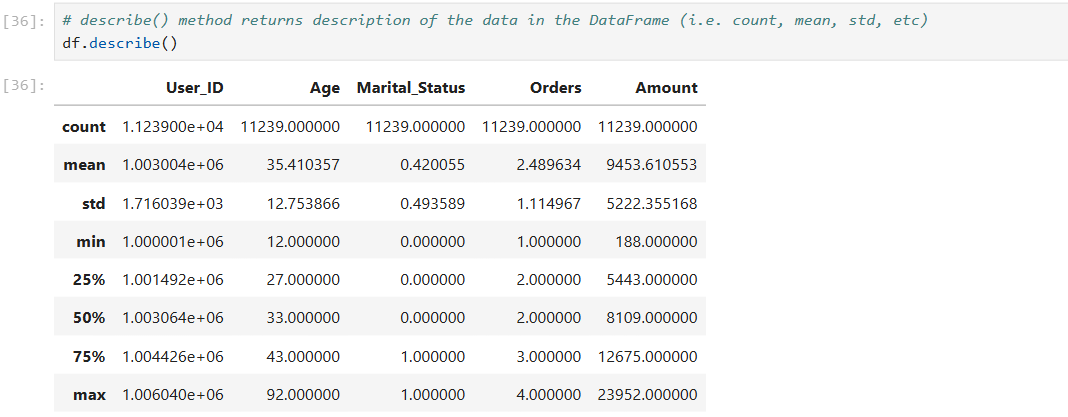 [36]: # describe() method returns description of the data in the DataFrame (i.e. count, mean, std, etc)
df.describe()
[36]:
User_ID Age Marital_Status Orders Amount
count 1.123900e+04 11239.000000 11239.000000 11239.000000 11239.000000
mean 1.003004e+06 35.410357 0.420055 2.489634 9453.610553
std 1.716039e+03 12.753866 0.493589 1.114967 5222.355168
min 1.000001e+06 12.000000 0.000000 1.000000 188.000000
25% 1.001492e+06 27.000000 0.000000 2.000000 5443.000000
50% 1.003064e+06 33.000000 0.000000 2.000000 8109.000000
75% 1.004426e+06 43.000000 1.000000 3.000000 12675.000000
max 1.006040e+06 92.000000 1.000000 4.000000 23952.000000